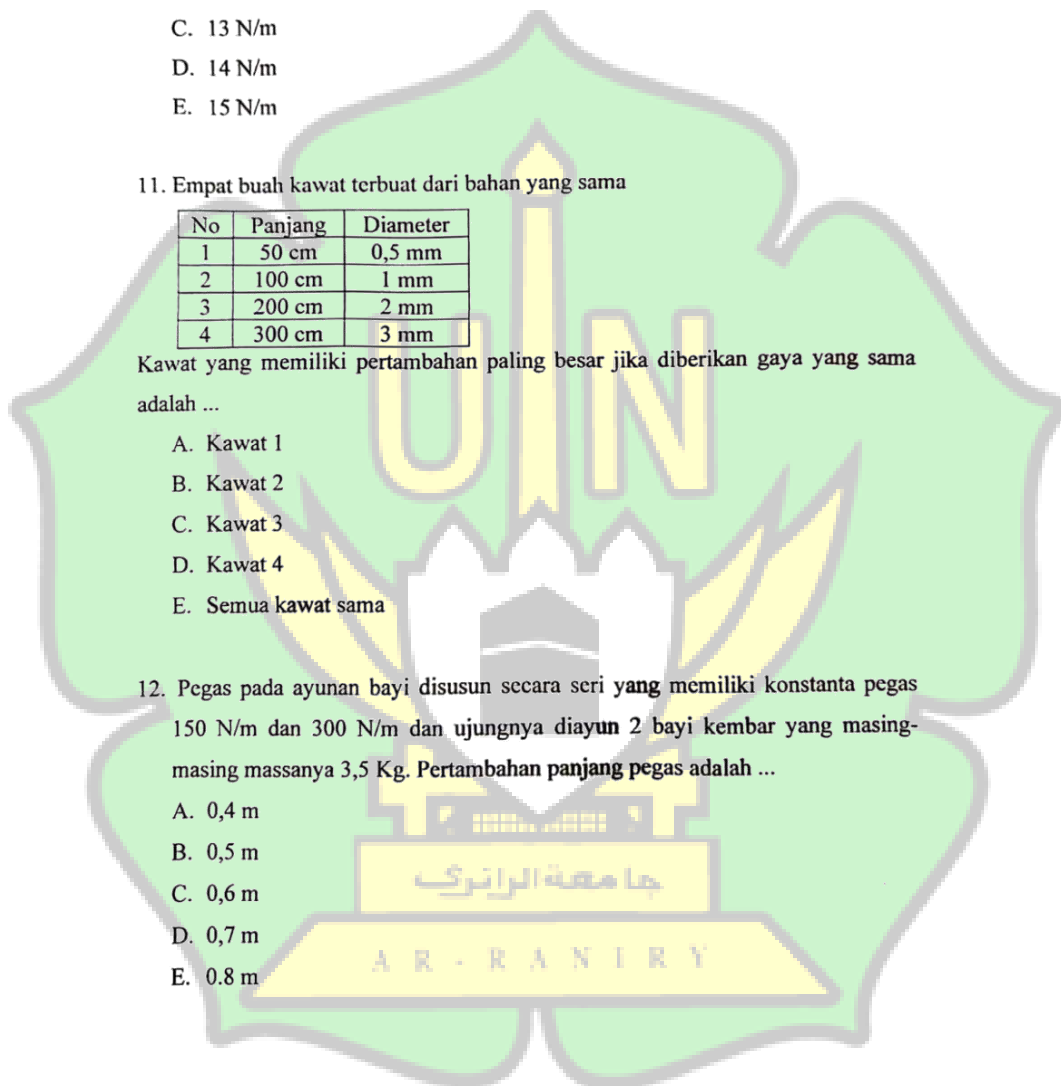 C. 13 N/m
D. 14 N/m
E. 15 N/m
11. Empat buah kawat terbuat dari bahan yang sama
No Panjang Diameter
1 50 cm 0,5 mm
2 100 cm 1 mm
3 200 cm 2 mm
4 300 cm 3 mm
Kawat yang memiliki pertambahan paling besar jika diberikan gaya yang sama
adalah ...
A. Kawat 1
B. Kawat 2
C. Kawat 3
D. Kawat 4
E. Semua kawat sama
12. Pegas pada ayunan bayi disusun secara seri yang memiliki konstanta pegas
150 N/m dan 300 N/m dan ujungnya diayun 2 bayi kembar yang masing-
masing massanya 3,5 Kg. Pertambahan panjang pegas adalah ...
A. 0,4 m
B. 0,5 m
C. 0,6 m
D. 0,7 m
E. 0.8 m
UIN
جامعة الرانري
AR-RANIRY